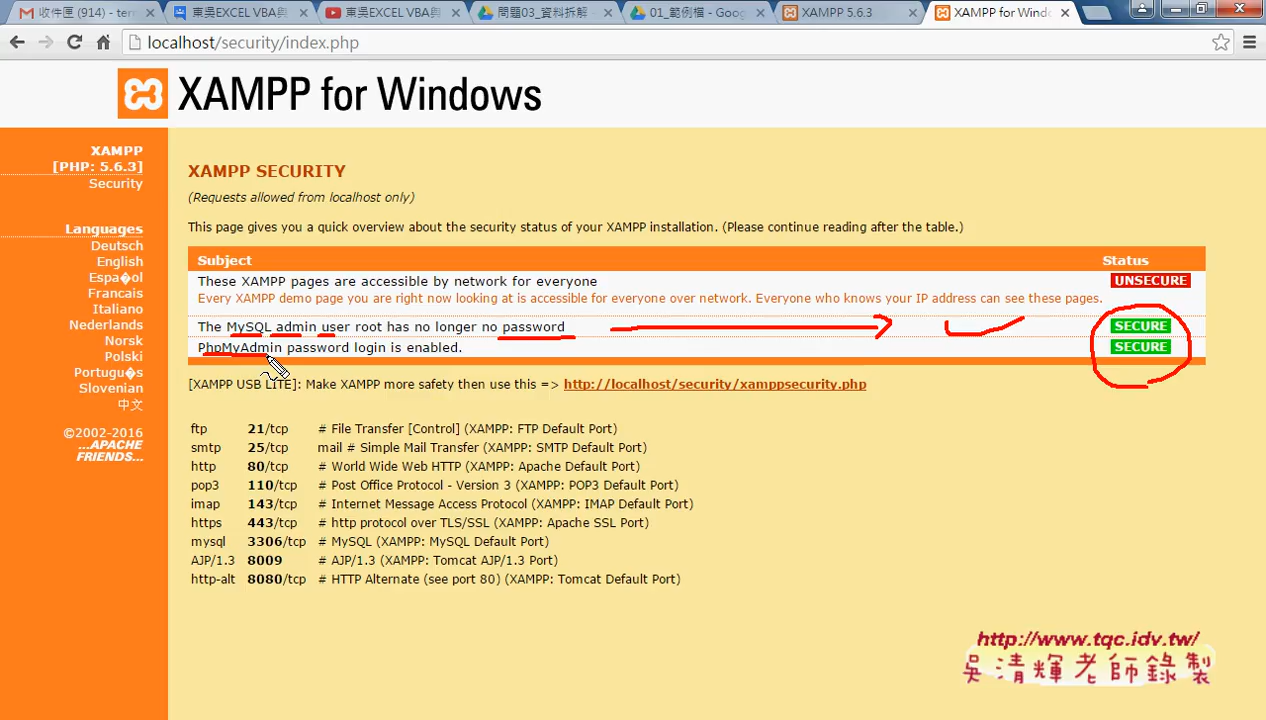 收件匣 (914) - tem
東吳EXCEL VBA與
東吳EXCEL VBA與
問題03_資料拆解
01_範例檔 - Goog
XAMPP 5.6.3
XAMPP for Windo
localhost/security/index.php
XAMPP for Windows
XAMPP
[PHP: 5.6.3]
Security
Languages
Deutsch
English
Espa�ol
Francais
Italiano
Nederlands
Norsk
Polski
Portugu�s
Slovenian
中文
©2002-2016
...APACHE
FRIENDS...
XAMPP SECURITY
(Requests allowed from localhost only)
This page gives you a quick overview about the security status of your XAMPP installation. (Please continue reading after the table.)
Subject Status
These XAMPP pages are accessible by network for everyone UNSECURE
Every XAMPP demo page you are right now looking at is accessible for everyone over network. Everyone who knows your IP address can see these pages.
The MySQL admin user root has no longer no password SECURE
PhpMyAdmin password login is enabled. SECURE
[XAMPP USB LITE]: Make XAMPP more safety then use this => http://localhost/security/xamppsecurity.php
ftp 21/tcp # File Transfer [Control] (XAMPP: FTP Default Port)
smtp 25/tcp mail # Simple Mail Transfer (XAMPP: SMTP Default Port)
http 80/tcp # World Wide Web HTTP (XAMPP: Apache Default Port)
pop3 110/tcp # Post Office Protocol - Version 3 (XAMPP: POP3 Default Port)
imap 143/tcp # Internet Message Access Protocol (XAMPP: IMAP Default Port)
https 443/tcp # http protocol over TLS/SSL (XAMPP: Apache SSL Port)
mysql 3306/tcp # MySQL (XAMPP: MySQL Default Port)
AJP/1.3 8009 # AJP/1.3 (XAMPP: Tomcat AJP/1.3 Port)
http-alt 8080/tcp # HTTP Alternate (see port 80) (XAMPP: Tomcat Default Port)
http://www.tqc.idv.tw/
吳清輝老師錄製